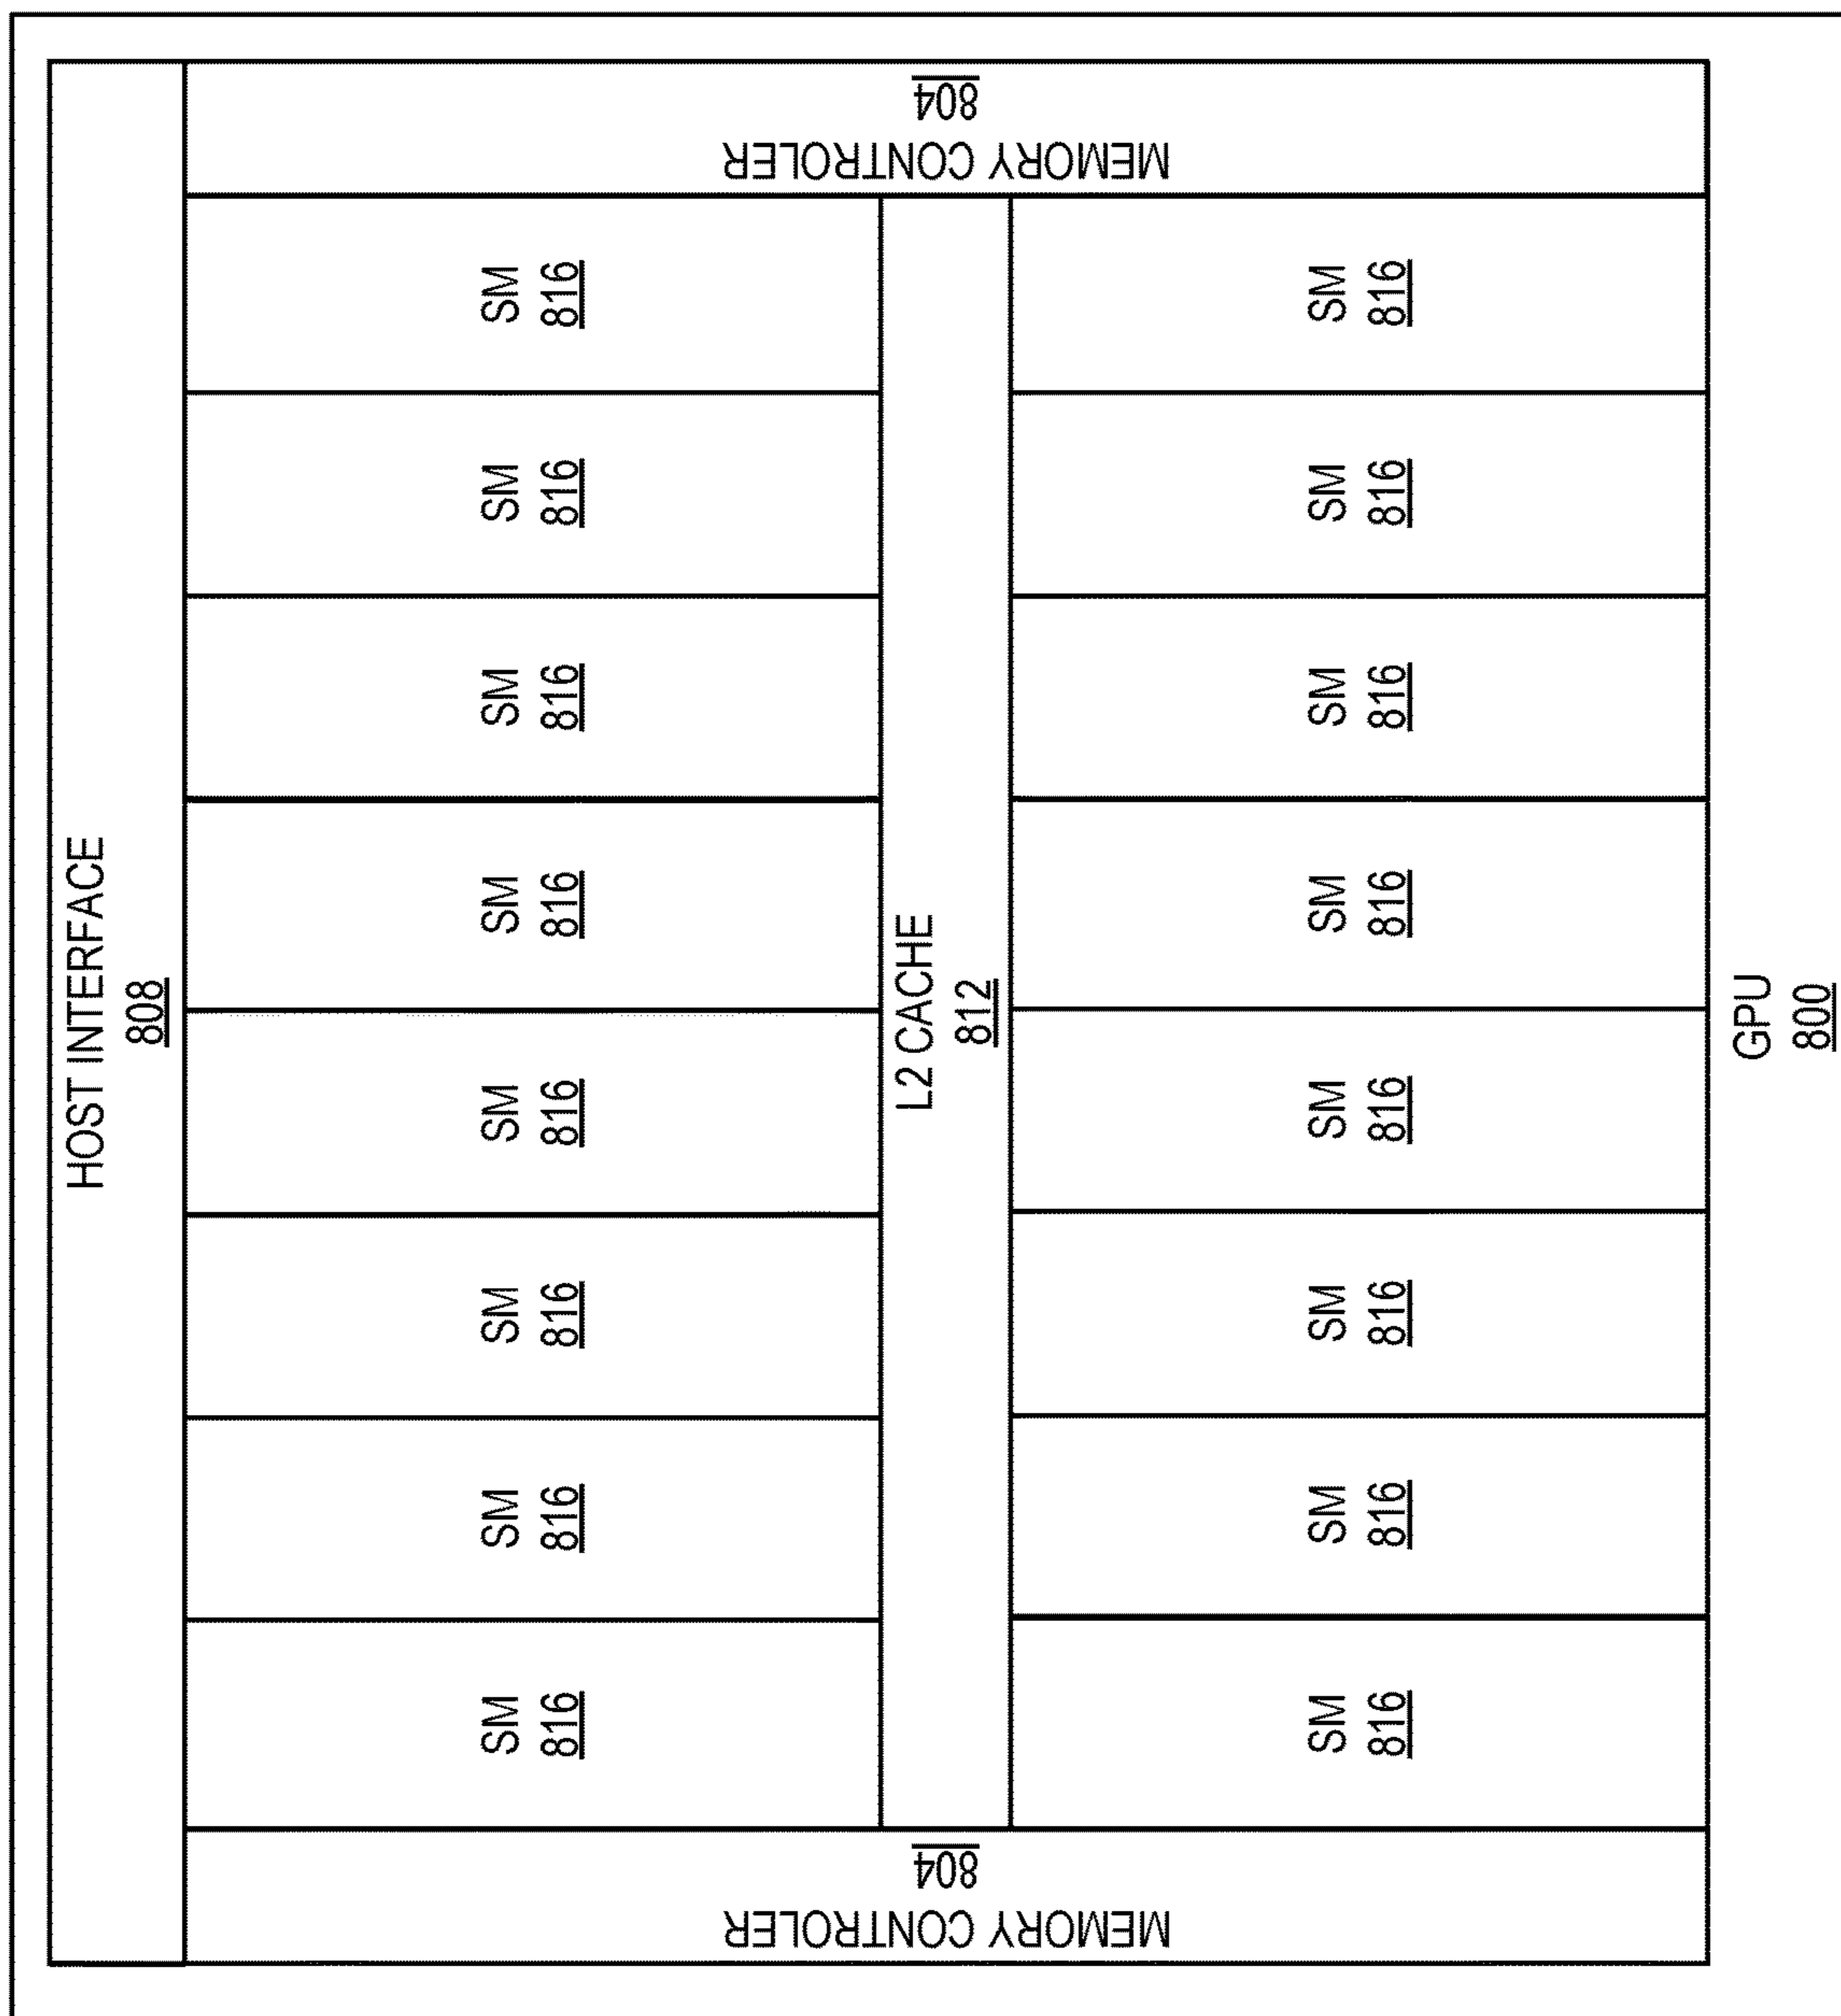 HOST INTERFACE
808
MEMORY CONTROLER
804
SM
816
SM
816
SM
816
SM
816
SM
816
SM
816
SM
816
SM
816
L2 CACHE
812
SM
816
SM
816
SM
816
SM
816
SM
816
SM
816
SM
816
SM
816
MEMORY CONTROLER
804
GPU
800